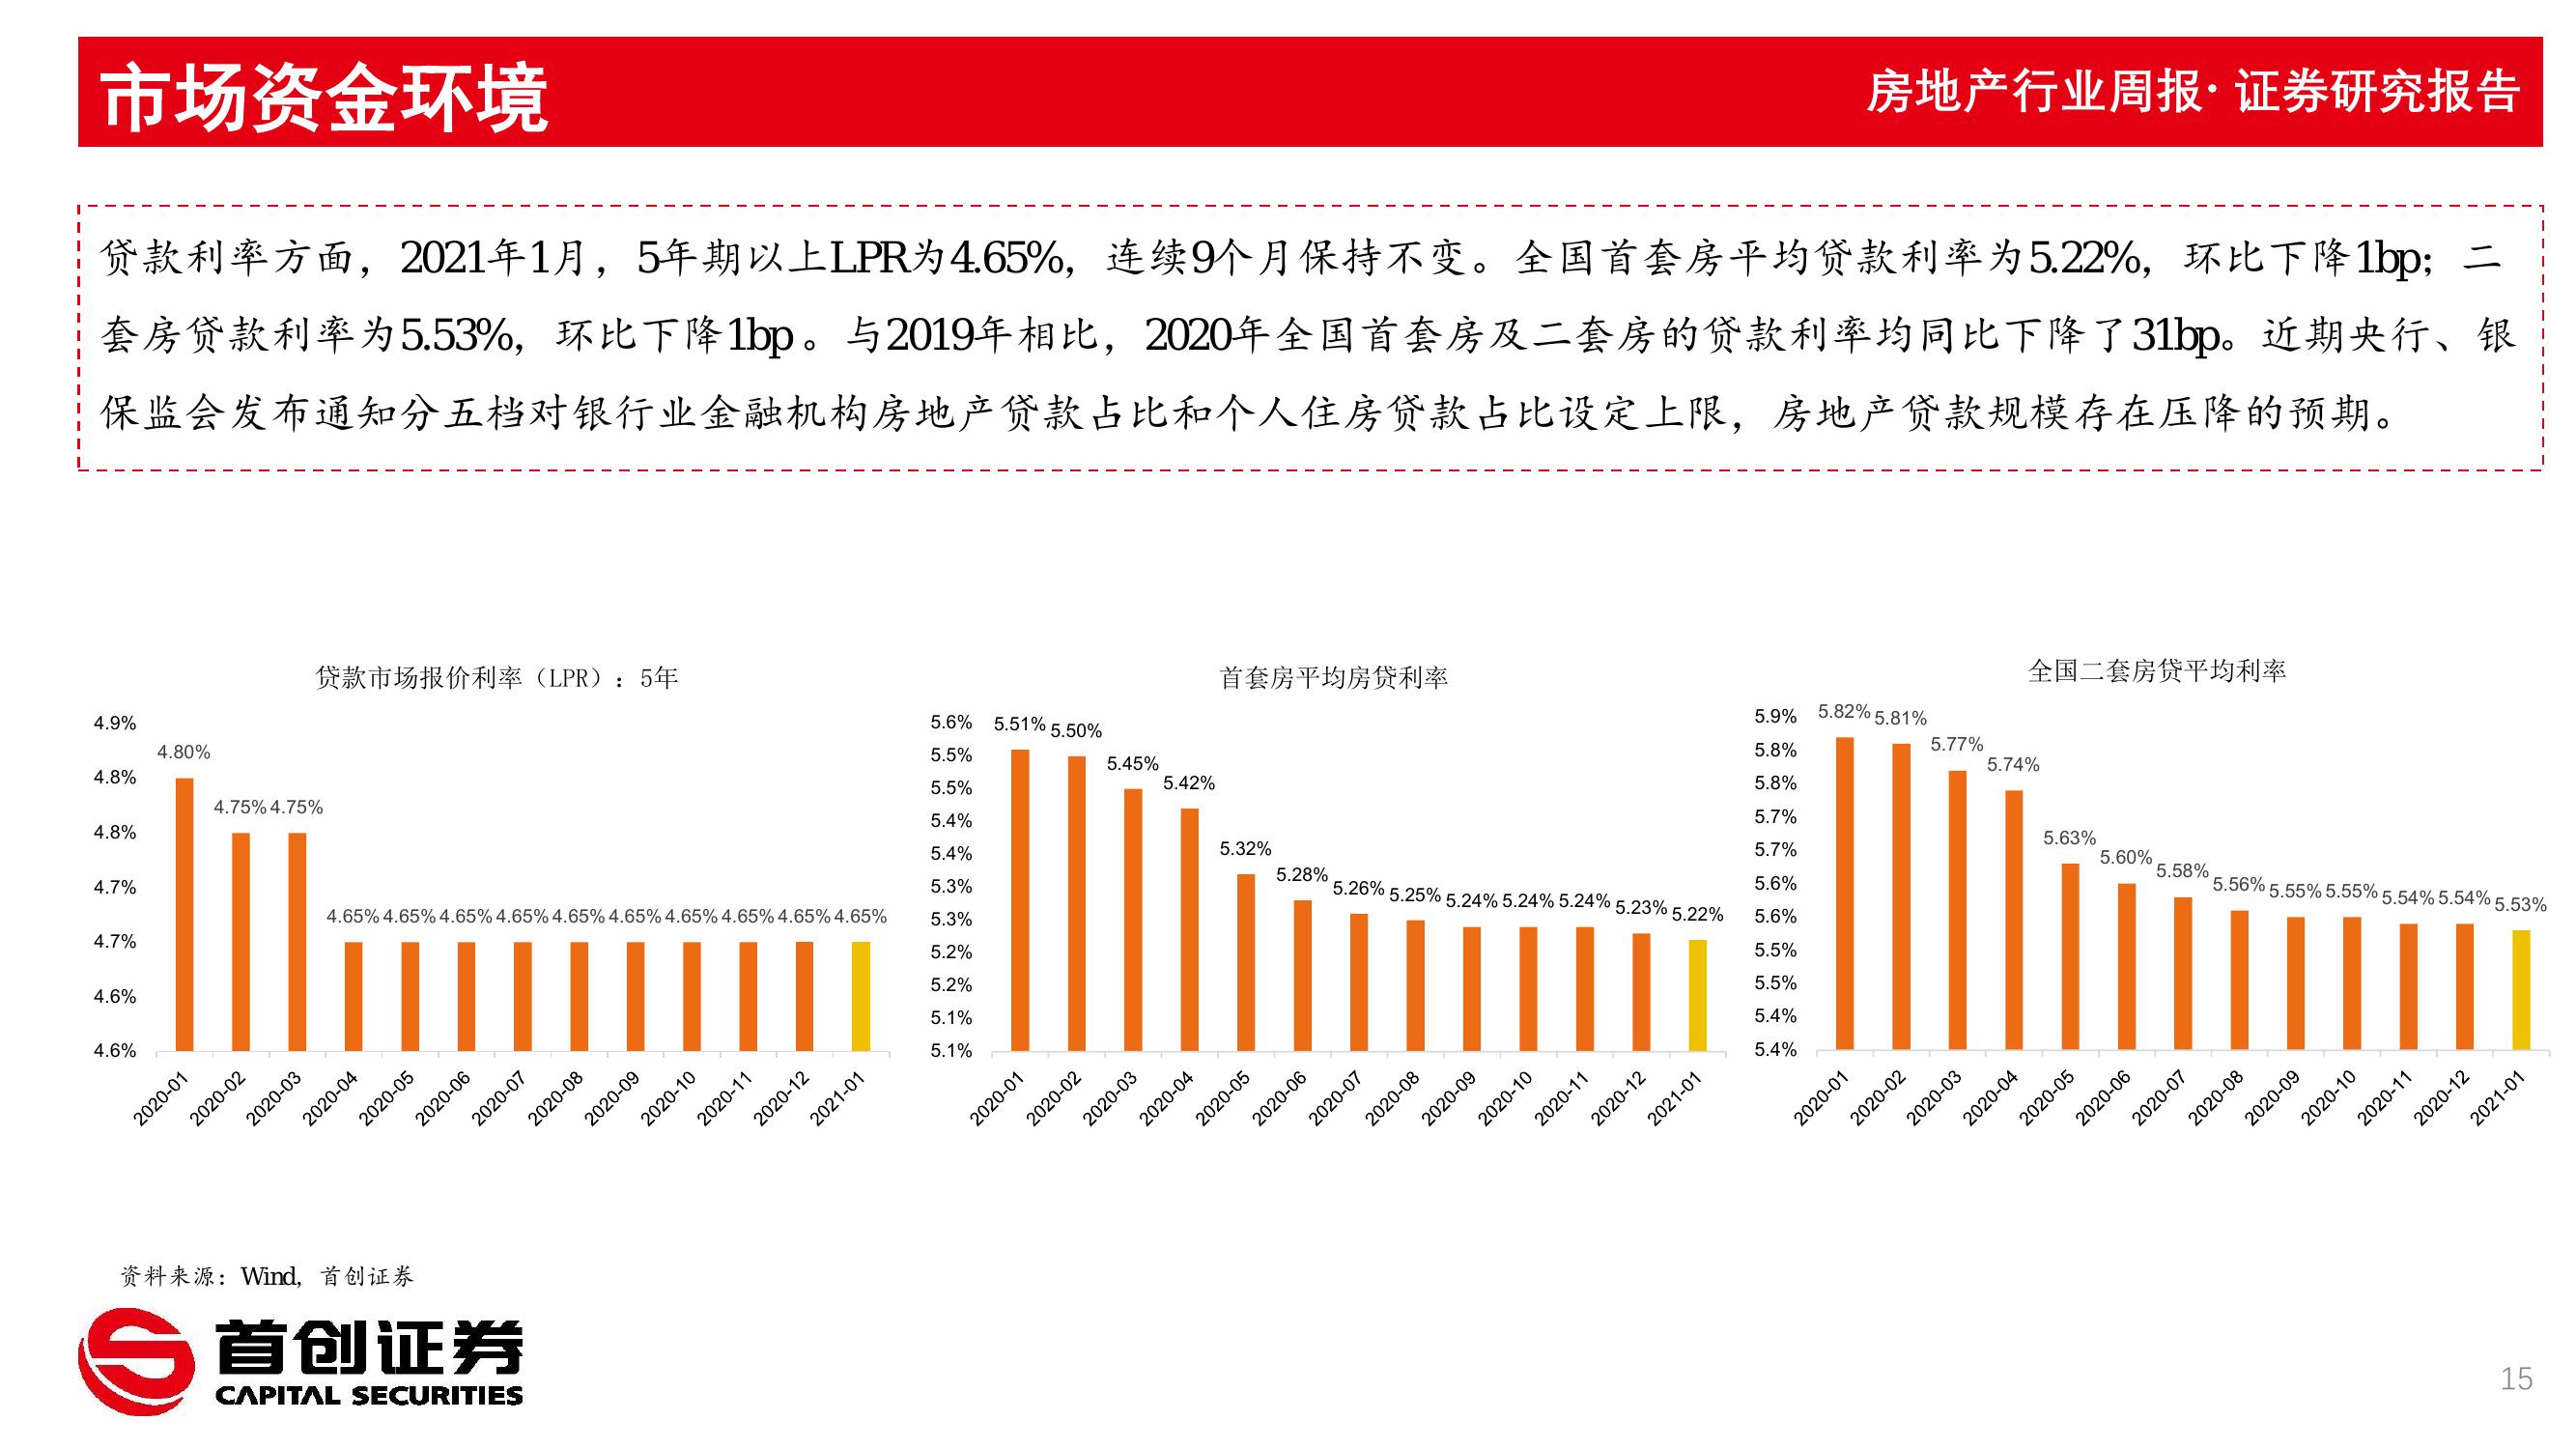 市场资金环境
房地产行业周报· 证券研究报告
贷款利率方面，2021年1月，5年期以上LPR为4.65%，连续9个月保持不变。全国首套房平均贷款利率为5.22%，环比下降1bp；二
套房贷款利率为5.53%，环比下降1bp。与2019年相比，2020年全国首套房及二套房的贷款利率均同比下降了31bp。近期央行、银
保监会发布通知分五档对银行业金融机构房地产贷款占比和个人住房贷款占比设定上限，房地产贷款规模存在压降的预期。
贷款市场报价利率（LPR）：5年
4.9%
4.8%
4.8%
4.7%
4.7%
4.6%
4.6%
4.80%
4.75% 4.75%
4.65% 4.65% 4.65% 4.65% 4.65% 4.65% 4.65% 4.65% 4.65% 4.65%
2020-01 2020-02 2020-03 2020-04 2020-05 2020-06 2020-07 2020-08 2020-09 2020-10 2020-11 2020-12 2021-01
首套房平均房贷利率
5.6%
5.5%
5.5%
5.4%
5.4%
5.3%
5.3%
5.2%
5.2%
5.1%
5.1%
5.51% 5.50% 5.45% 5.42% 5.32% 5.28% 5.26% 5.25% 5.24% 5.24% 5.24% 5.23% 5.22%
2020-01 2020-02 2020-03 2020-04 2020-05 2020-06 2020-07 2020-08 2020-09 2020-10 2020-11 2020-12 2021-01
全国二套房贷平均利率
5.9%
5.8%
5.8%
5.7%
5.7%
5.6%
5.6%
5.5%
5.5%
5.4%
5.4%
5.82% 5.81% 5.77% 5.74% 5.63% 5.60% 5.58% 5.56% 5.55% 5.55% 5.54% 5.54% 5.53%
2020-01 2020-02 2020-03 2020-04 2020-05 2020-06 2020-07 2020-08 2020-09 2020-10 2020-11 2020-12 2021-01
资料来源：Wind，首创证券
首创证券
CAPITAL SECURITIES
15